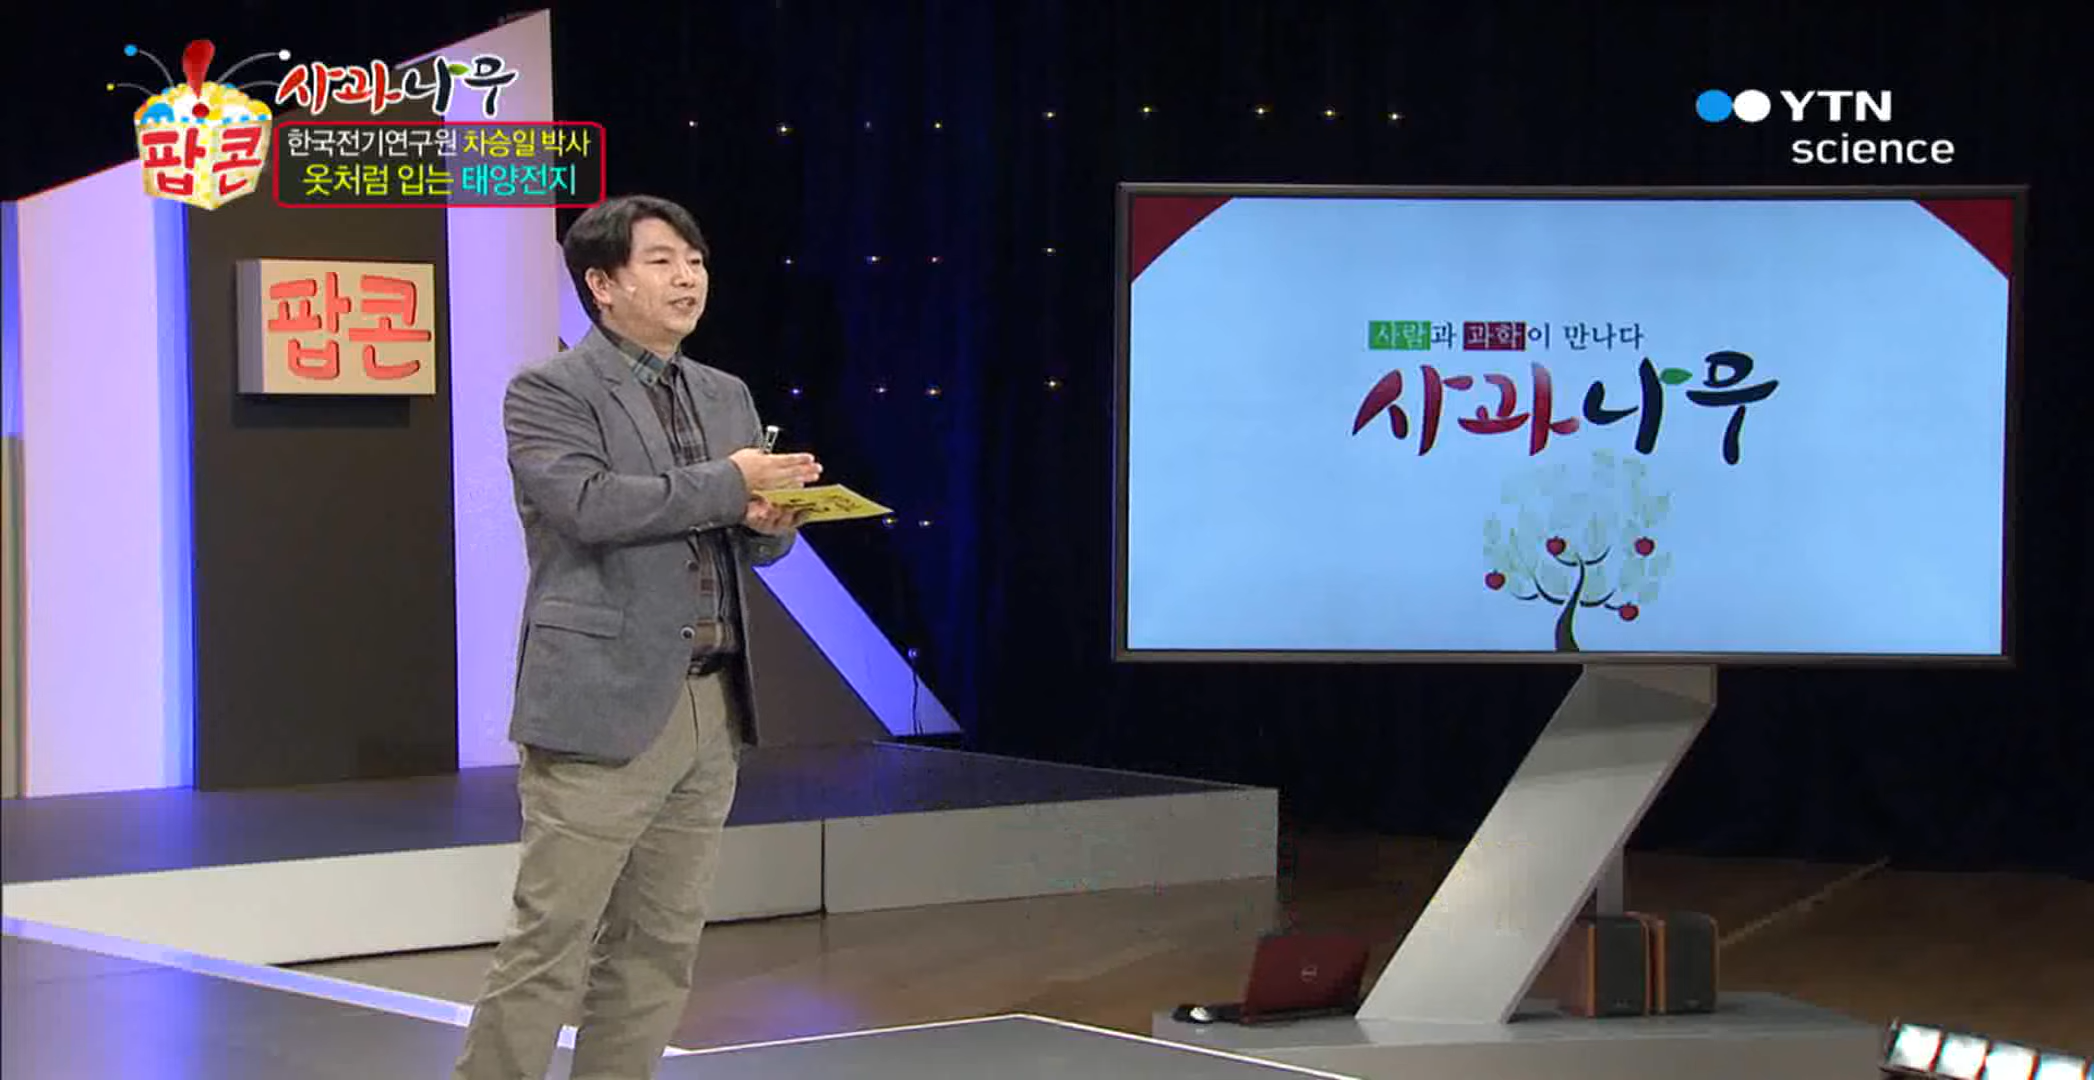 사과나무
팝콘
한국전기연구원 차승일 박사
옷처럼 입는 태양전지
YTN
science
팝콘
사람과 과학이 만나다
사과나무
DELL